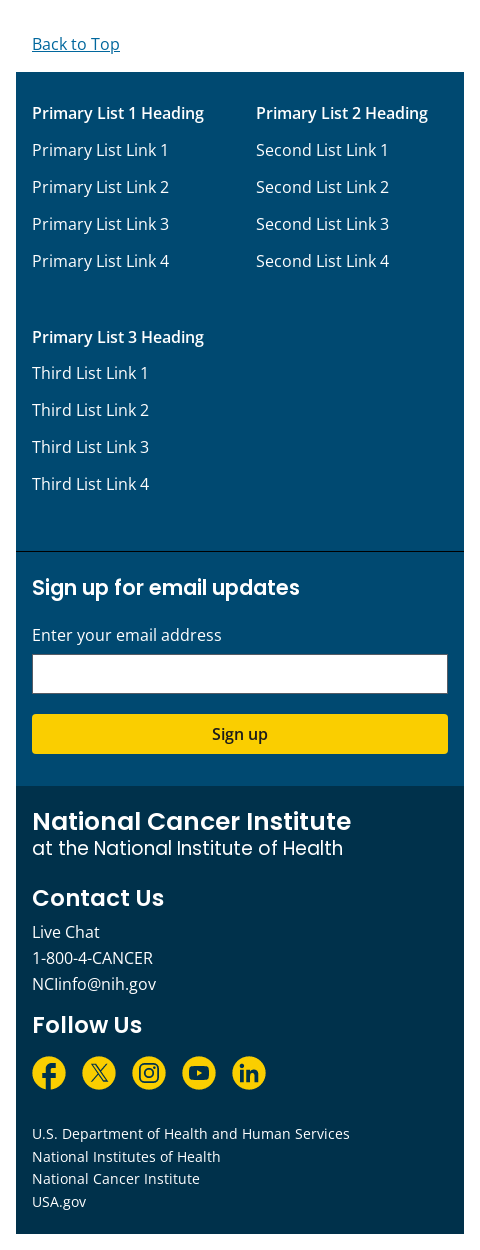 Back to Top
Primary List 1 Heading
Primary List Link 1
Primary List Link 2
Primary List Link 3
Primary List Link 4
Primary List 2 Heading
Second List Link 1
Second List Link 2
Second List Link 3
Second List Link 4
Primary List 3 Heading
Third List Link 1
Third List Link 2
Third List Link 3
Third List Link 4
Sign up for email updates
Enter your email address
Sign up
National Cancer Institute
at the National Institute of Health
Contact Us
Live Chat
1-800-4-CANCER
NCIinfo@nih.gov
Follow Us
U.S. Department of Health and Human Services
National Institutes of Health
National Cancer Institute
USA.gov